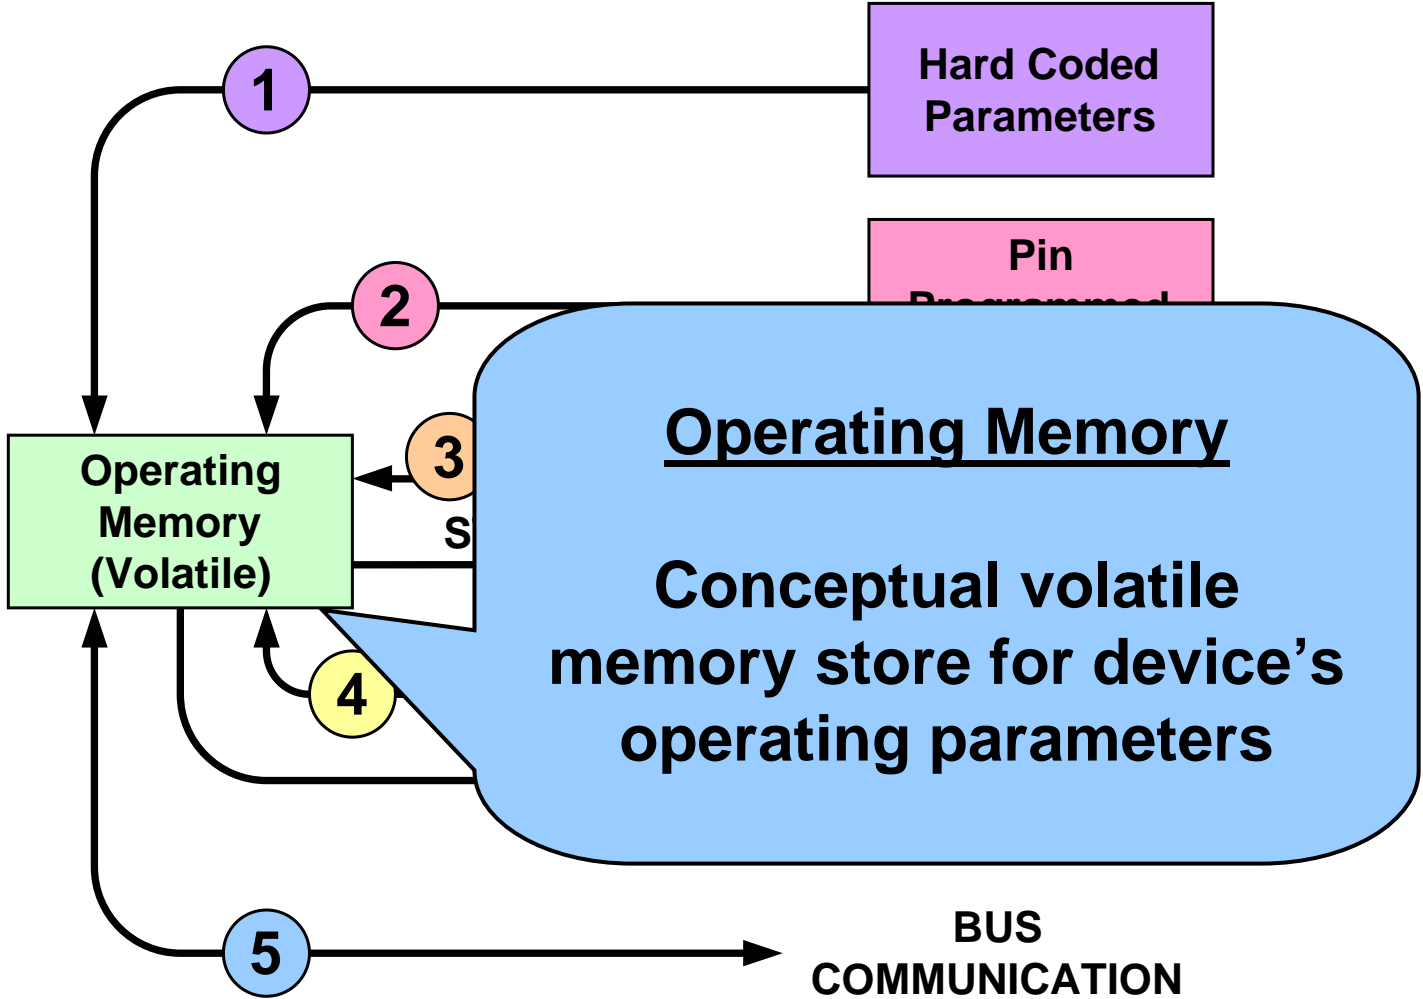 1
Hard Coded
Parameters
2
Pin
Programmed
3
Operating
Memory
(Volatile)
4
Operating Memory
Conceptual volatile
memory store for device’s
operating parameters
5
BUS
COMMUNICATION